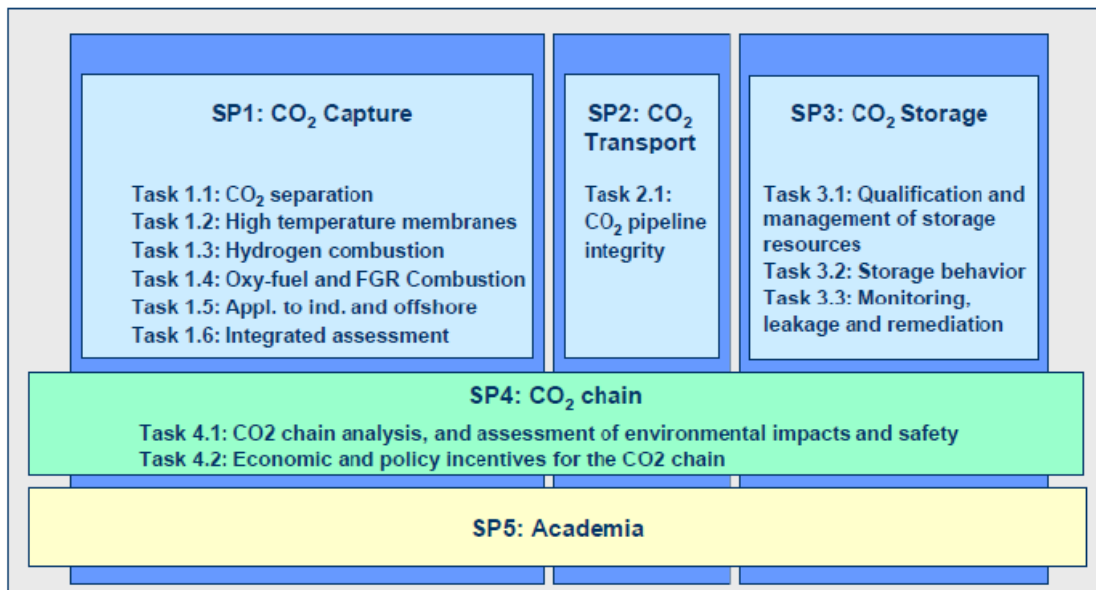 SP1: CO₂ Capture
Task 1.1: CO₂ separation
Task 1.2: High temperature membranes
Task 1.3: Hydrogen combustion
Task 1.4: Oxy-fuel and FGR Combustion
Task 1.5: Appl. to ind. and offshore
Task 1.6: Integrated assessment
SP2: CO₂
Transport
Task 2.1:
CO₂ pipeline
integrity
SP3: CO₂ Storage
Task 3.1: Qualification and
management of storage
resources
Task 3.2: Storage behavior
Task 3.3: Monitoring,
leakage and remediation
SP4: CO₂ chain
Task 4.1: CO2 chain analysis, and assessment of environmental impacts and safety
Task 4.2: Economic and policy incentives for the CO2 chain
SP5: Academia